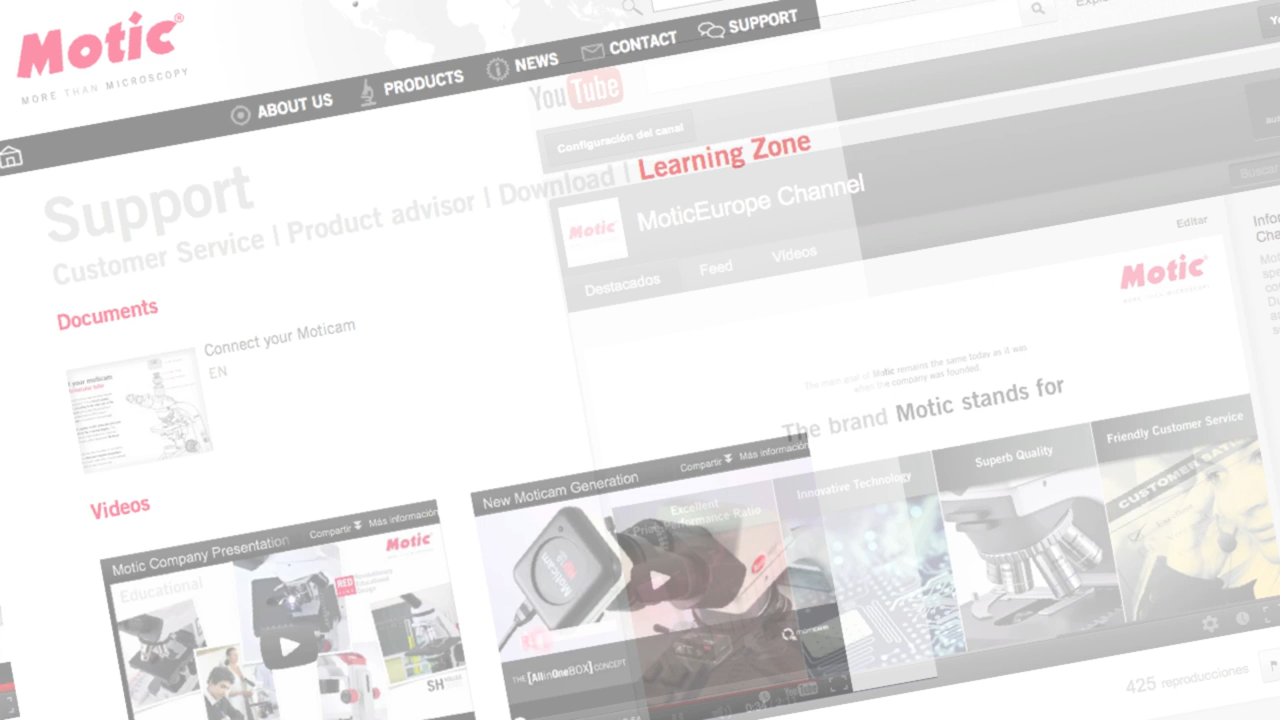 Motic®
MORE THAN MICROSCOPY
ABOUT US
PRODUCTS
NEWS
CONTACT
SUPPORT
YouTube
Configuración del canal
Support
Customer Service | Product advisor | Download | Learning Zone
Motic
MoticEurope Channel
Destacados
Feed
Videos
Editar
Motic®
Documents
Connect your Moticam
EN
The main goal of Motic remains the same today as it was
when the company was founded:
The brand Motic stands for
Excellent
Price-Performance Ratio
Innovative Technology
Superb Quality
Friendly Customer Service
Videos
Motic Company Presentation
Compartir
Más información
Educational
Motic
RED
New Moticam Generation
Compartir
Más información
Moticam
THE [AllinOneBOX] CONCEPT
YouTube
425 reproducciones